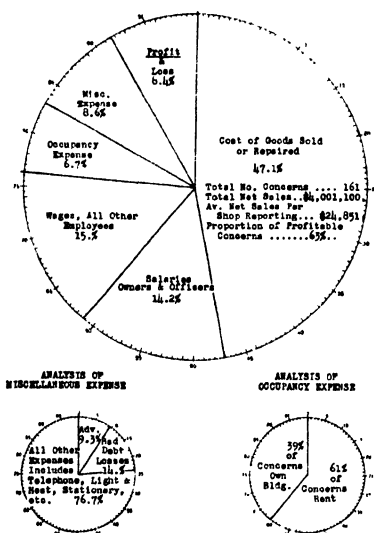 Profit
&
Loss
8.4%
Misc.
Expense
8.6%
Occupancy
Expense
6.7%
Wages, All Other
Employees
15.%
Salaries
Owners & Officers
14.2%
Cost of Goods Sold
or Repaired
47.1%
Total No. Concerns .... 161
Total Net Sales..$4,001,100.
Av. Net Sales Per
Shop Reporting... $24,851.
Proportion of Profitable
Concerns .......65%..
ANALYSIS OF
MISCELLANEOUS EXPENSE
Adv.
9.3%
Bad
Debt
Losses
14.%
All Other
Expenses
Includes
Telephone, Light &
Heat, Stationery,
etc. 76.7%
ANALYSIS OF
OCCUPANCY EXPENSE
39%
of
Concerns
Own
Bldg.
61%
of
Concerns
Rent